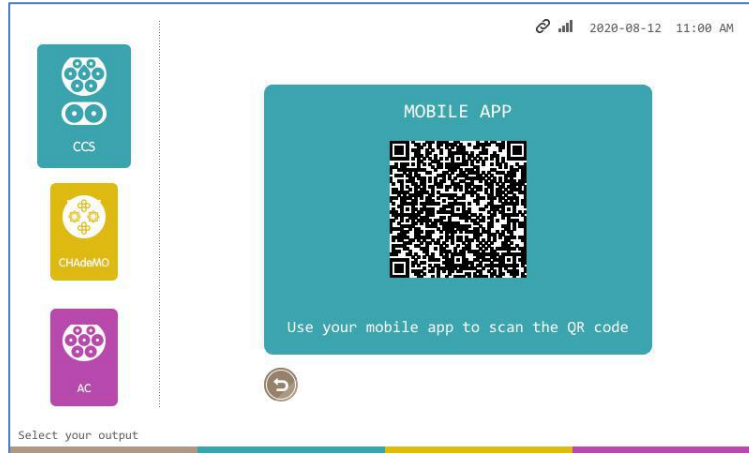 2020-08-12 11:00 AM
CCS
CHAdeMO
AC
MOBILE APP
Use your mobile app to scan the QR code
Select your output